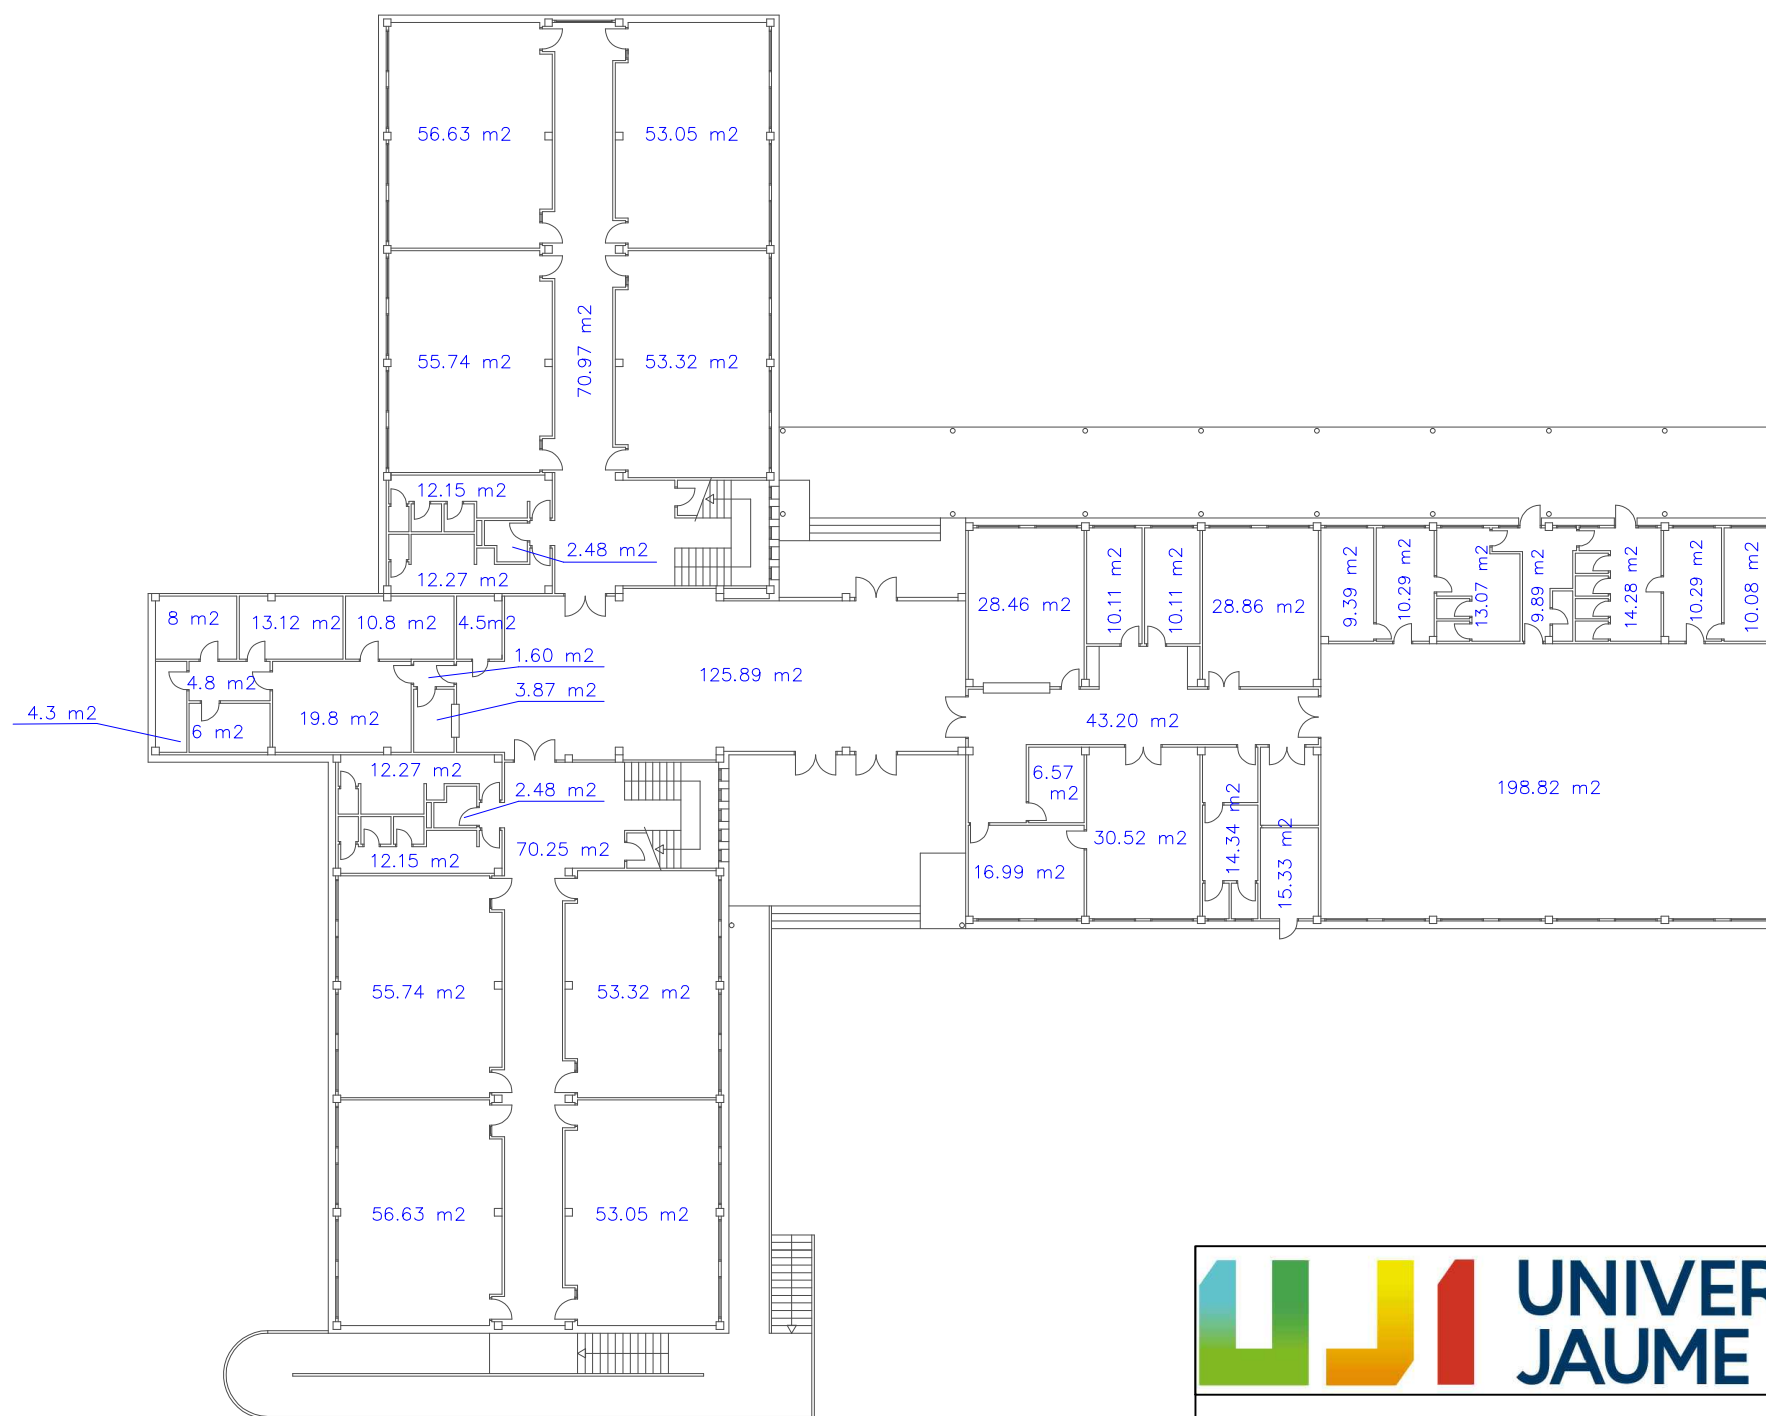 56.63 m2
53.05 m2
55.74 m2
70.97 m2
53.32 m2
12.15 m2
2.48 m2
12.27 m2
8 m2
13.12 m2
10.8 m2
4.5m2
1.60 m2
3.87 m2
4.8 m2
4.3 m2
6 m2
19.8 m2
125.89 m2
28.46 m2
10.11 m2
10.11 m2
28.86 m2
9.39 m2
10.29 m2
13.07 m2
9.89 m2
14.28 m2
10.29 m2
10.08 m2
43.20 m2
6.57
m2
198.82 m2
30.52 m2
14.34 m2
15.33 m2
16.99 m2
12.27 m2
2.48 m2
70.25 m2
12.15 m2
55.74 m2
53.32 m2
56.63 m2
53.05 m2
UJI
UNIVER
JAUME